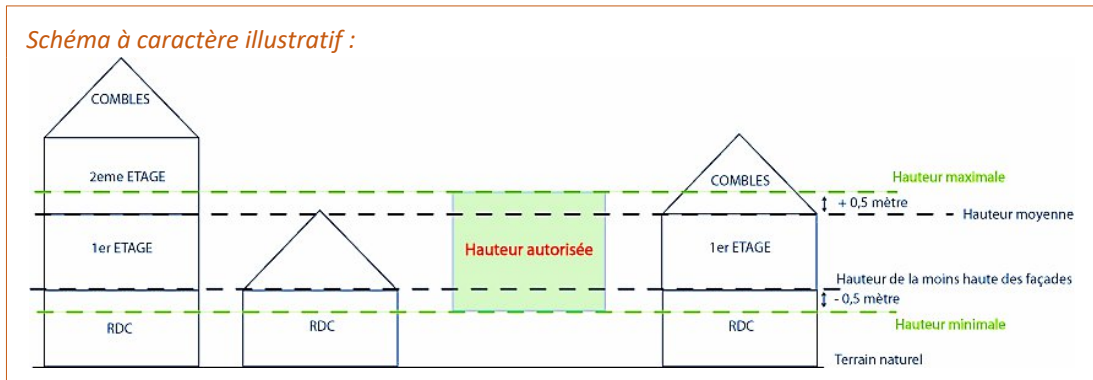 Schéma à caractère illustratif :
COMBLES
2eme ETAGE
1er ETAGE
RDC
RDC
Hauteur autorisée
COMBLES
1er ETAGE
RDC
Hauteur maximale
+ 0,5 mètre
Hauteur moyenne
Hauteur de la moins haute des façades
- 0,5 mètre
Hauteur minimale
Terrain naturel